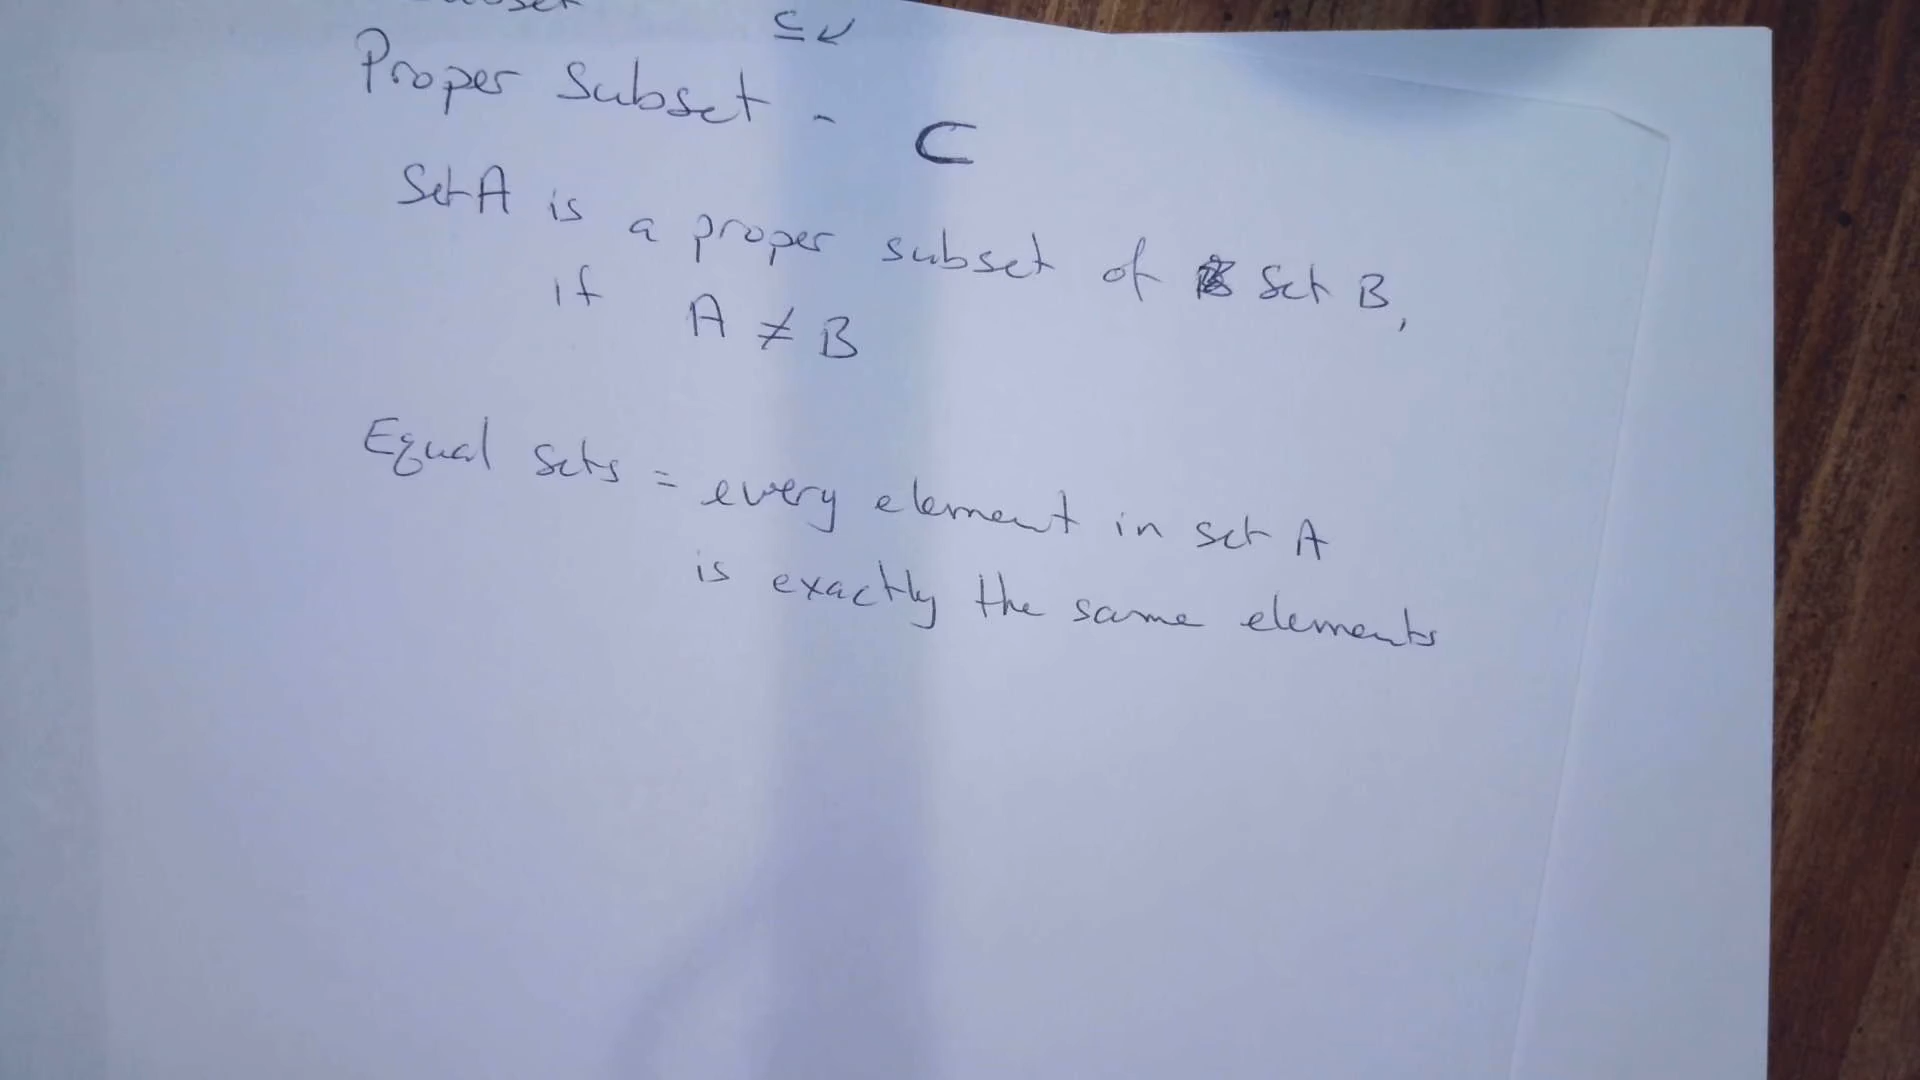 ⊆ ↙
Proper Subset - ⊂
Set A is a proper subset of Set B,
if A ≠ B
Equal Sets = every element in set A
is exactly the same elements